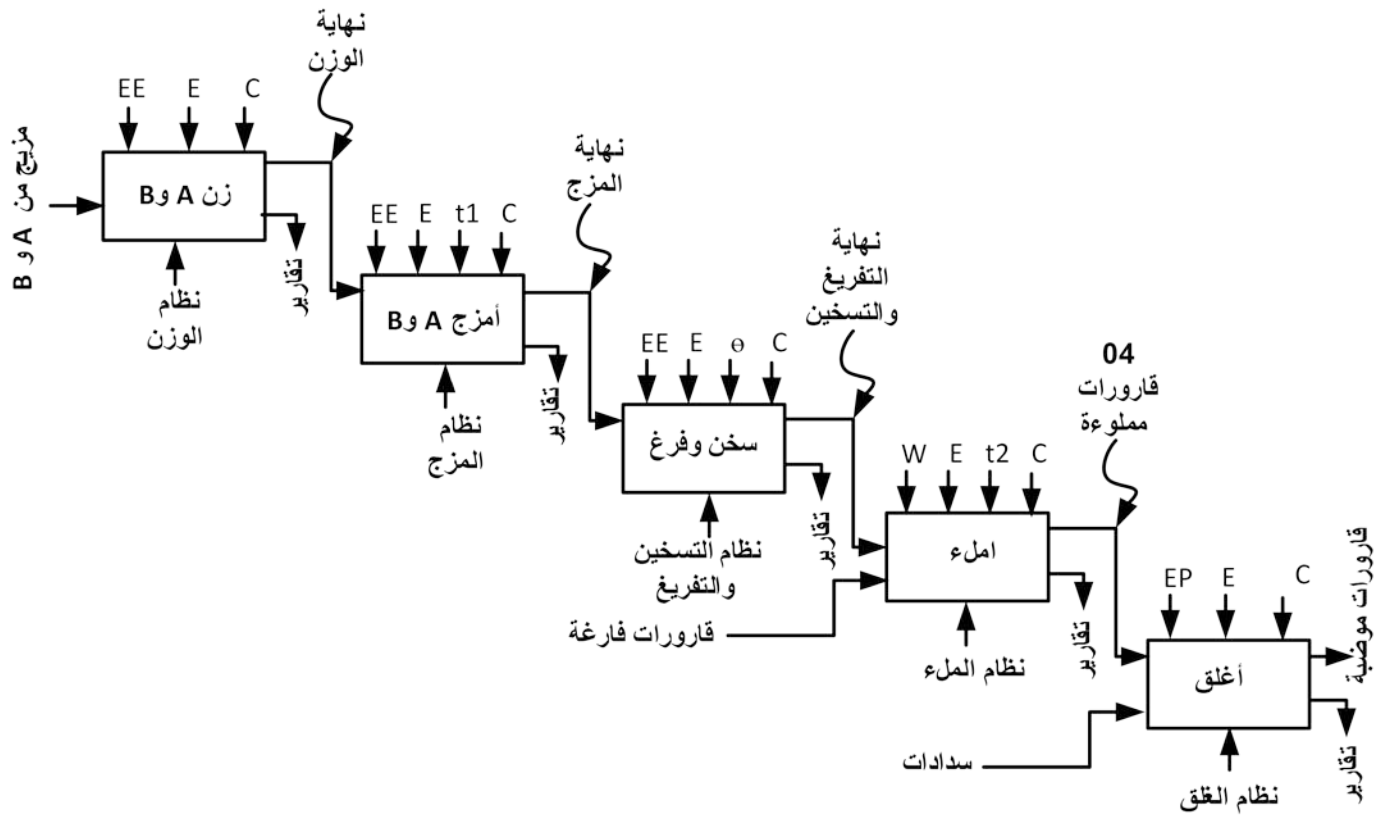 نهاية
الوزن
EE E C
مزيج من A و B
زن A وB
تقارير
نظام
الوزن
نهاية
المزج
EE E t1 C
أمزج A وB
تقارير
نظام
المزج
نهاية
التفريغ
والتسخين
EE E ө C
سخن وفرغ
تقارير
نظام التسخين
والتفريغ
04
قارورات
مملوءة
W E t2 C
املء
تقارير
قارورات فارغة
نظام الملء
EP E C
أغلق
قارورات موضبة
تقارير
سدادات
نظام الغلق